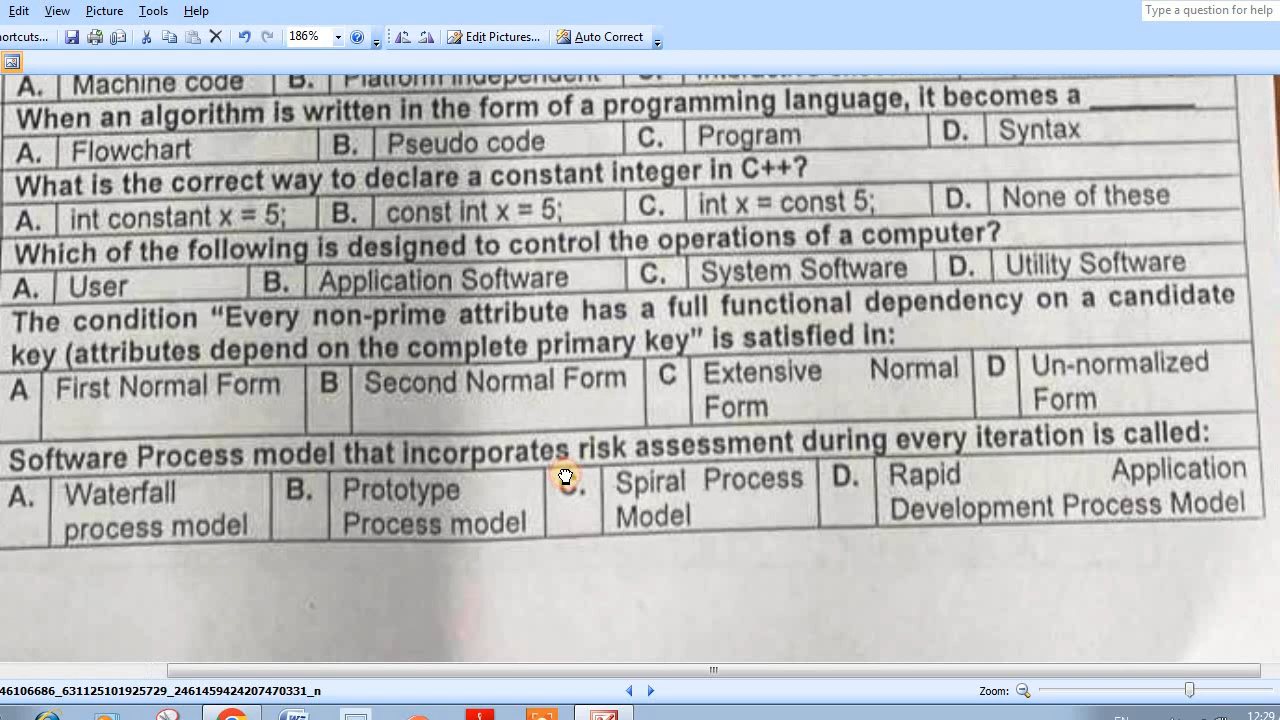 Edit View Picture Tools Help Type a question for help
ortcuts... 186% Edit Pictures... Auto Correct
A. Machine code B. Platform independent
When an algorithm is written in the form of a programming language, it becomes a ________
A. Flowchart B. Pseudo code C. Program D. Syntax
What is the correct way to declare a constant integer in C++?
A. int constant x = 5; B. const int x = 5; C. int x = const 5; D. None of these
Which of the following is designed to control the operations of a computer?
A. User B. Application Software C. System Software D. Utility Software
The condition “Every non-prime attribute has a full functional dependency on a candidate
key (attributes depend on the complete primary key” is satisfied in:
A First Normal Form B Second Normal Form C Extensive Normal D Un-normalized
Form Form
Software Process model that incorporates risk assessment during every iteration is called:
A. Waterfall B. Prototype C. Spiral Process D. Rapid Application
process model Process model Model Development Process Model
46106686_631125101925729_2461459424207470331_n Zoom:
EN 12:29